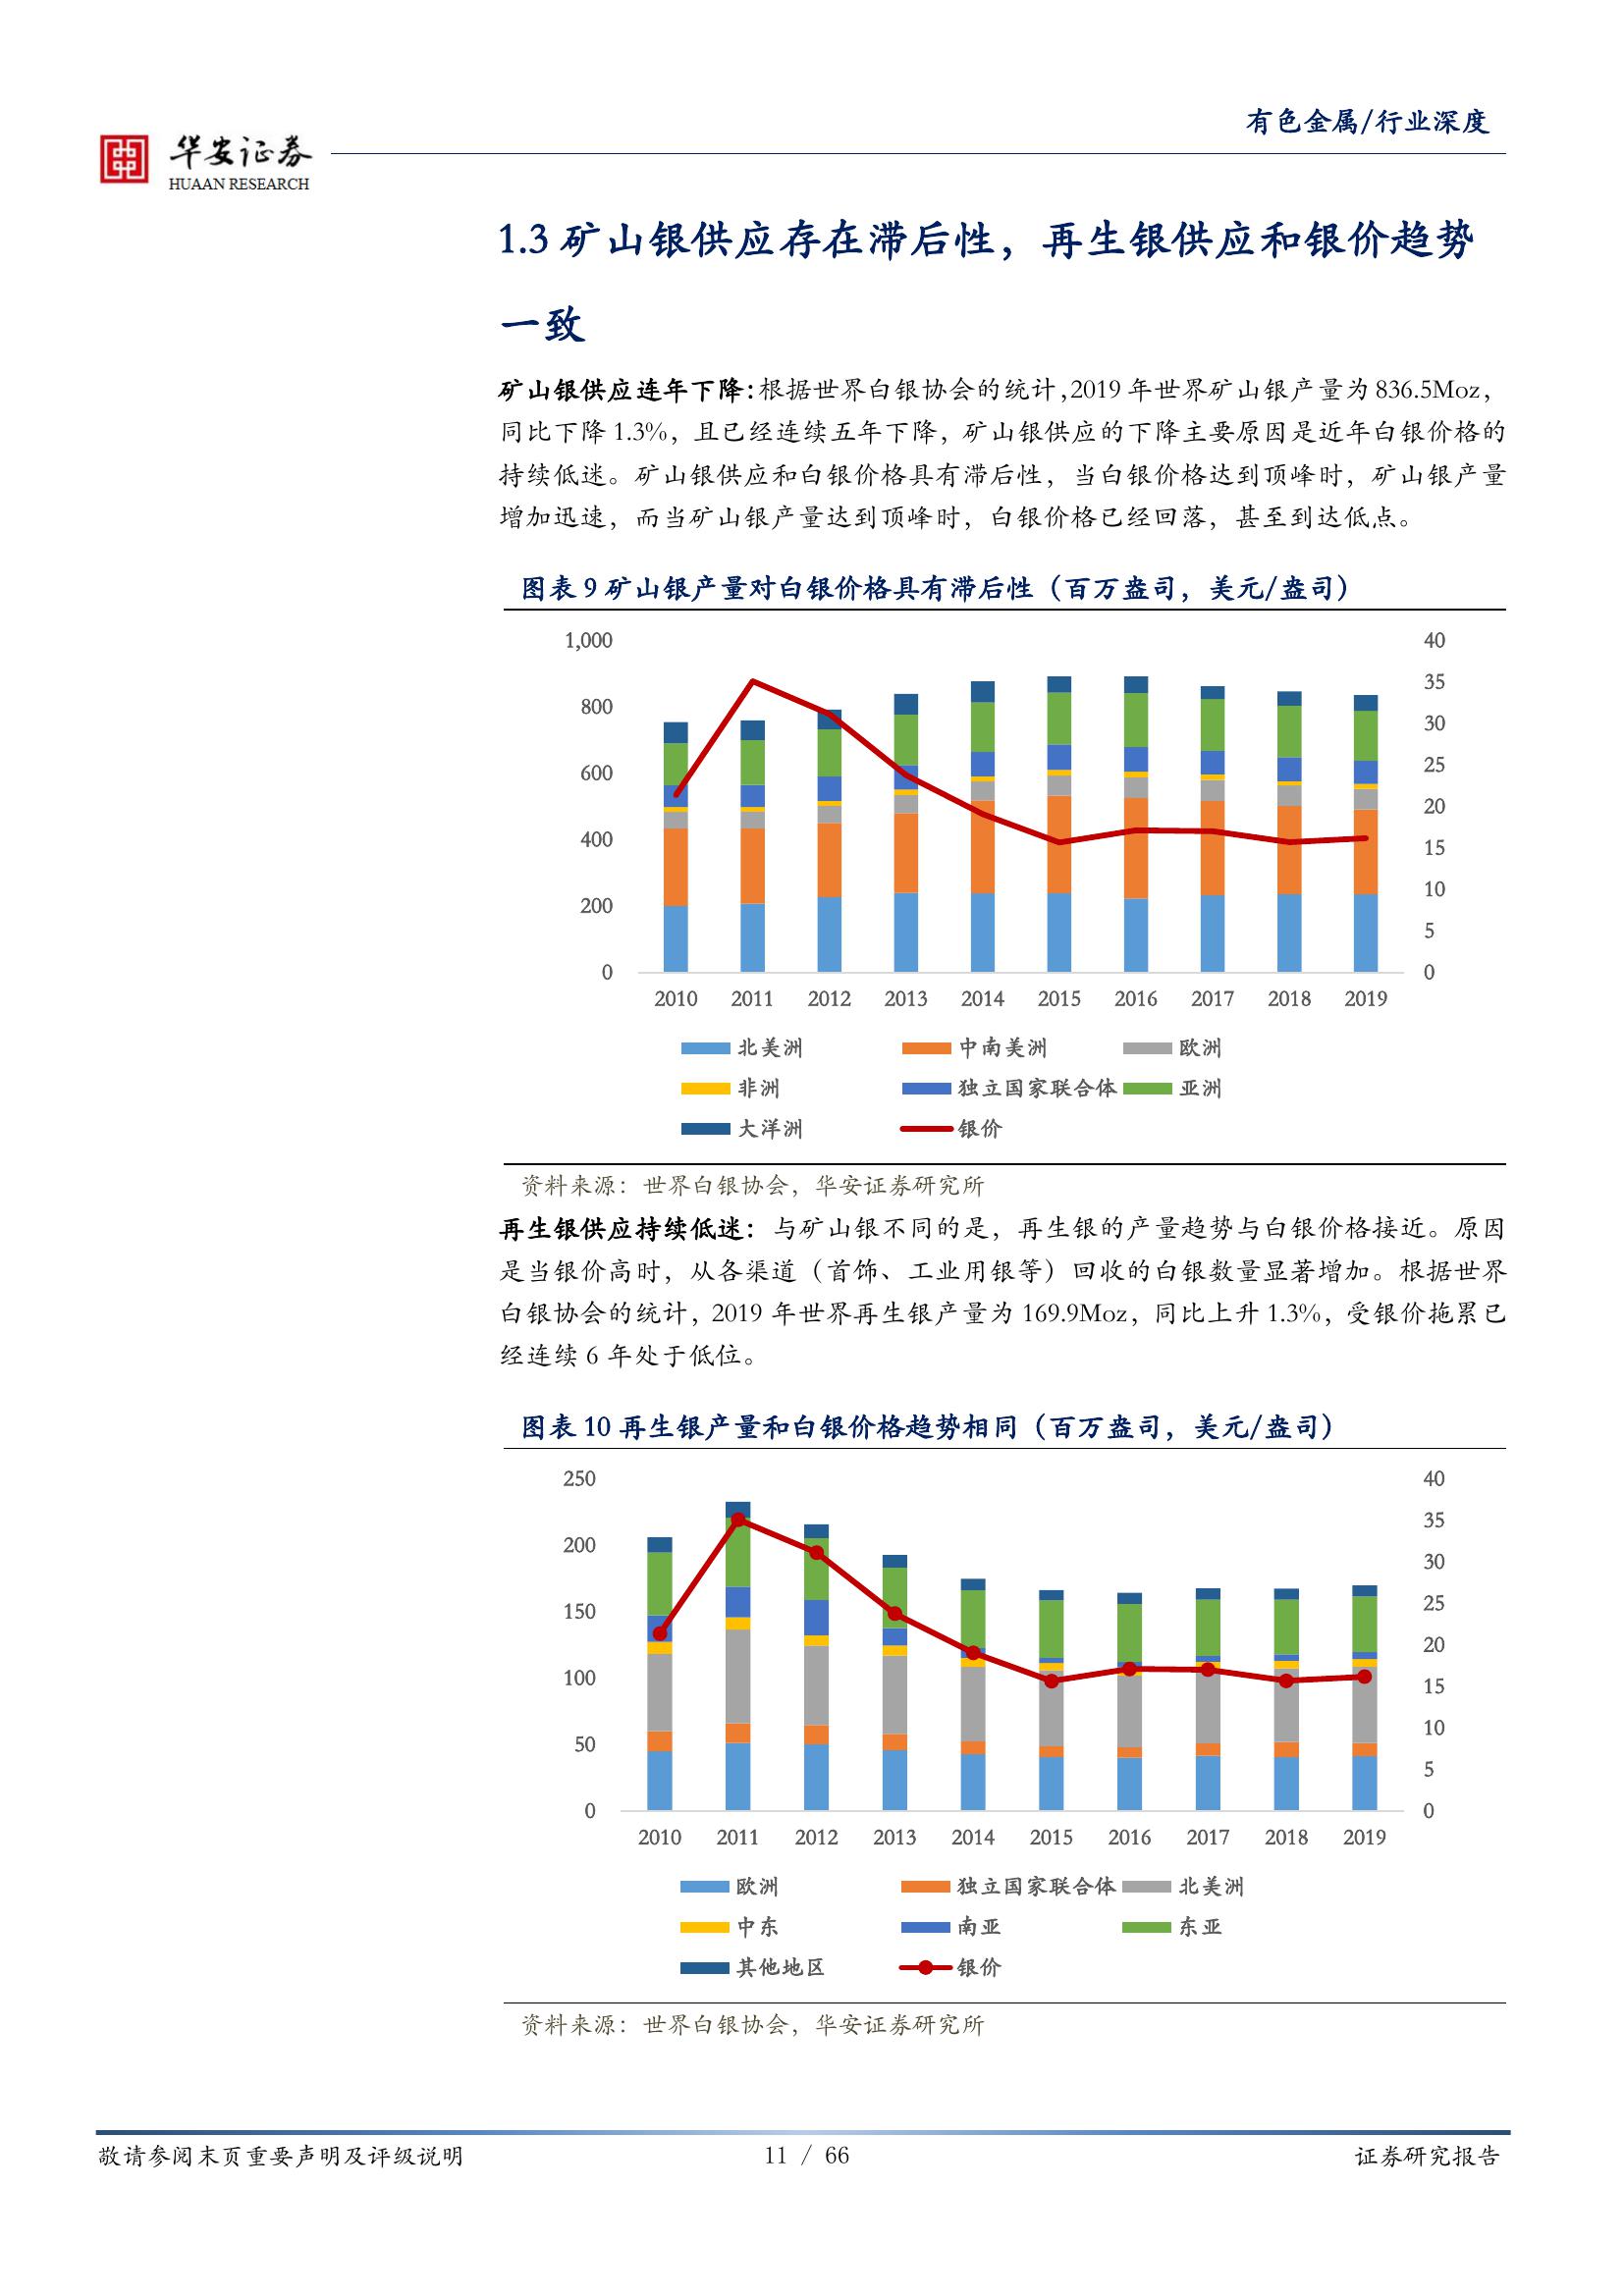 有色金属/行业深度
华安证券
HUAAN RESEARCH
1.3 矿山银供应存在滞后性，再生银供应和银价趋势
一致
矿山银供应连年下降：根据世界白银协会的统计，2019 年世界矿山银产量为 836.5Moz，
同比下降 1.3%，且已经连续五年下降，矿山银供应的下降主要原因是近年白银价格的
持续低迷。矿山银供应和白银价格具有滞后性，当白银价格达到顶峰时，矿山银产量
增加迅速，而当矿山银产量达到顶峰时，白银价格已经回落，甚至到达低点。
图表 9 矿山银产量对白银价格具有滞后性（百万盎司，美元/盎司）
1,000 40
35
800 30
600 25
20
400 15
10
200 5
0 0
2010 2011 2012 2013 2014 2015 2016 2017 2018 2019
北美洲 中南美洲 欧洲
非洲 独立国家联合体 亚洲
大洋洲 银价
资料来源：世界白银协会，华安证券研究所
再生银供应持续低迷：与矿山银不同的是，再生银的产量趋势与白银价格接近。原因
是当银价高时，从各渠道（首饰、工业用银等）回收的白银数量显著增加。根据世界
白银协会的统计，2019 年世界再生银产量为 169.9Moz，同比上升 1.3%，受银价拖累已
经连续 6 年处于低位。
图表 10 再生银产量和白银价格趋势相同（百万盎司，美元/盎司）
250 40
35
200 30
150 25
20
100 15
50 10
5
0 0
2010 2011 2012 2013 2014 2015 2016 2017 2018 2019
欧洲 独立国家联合体 北美洲
中东 南亚 东亚
其他地区 银价
资料来源：世界白银协会，华安证券研究所
敬请参阅末页重要声明及评级说明 11 / 66 证券研究报告